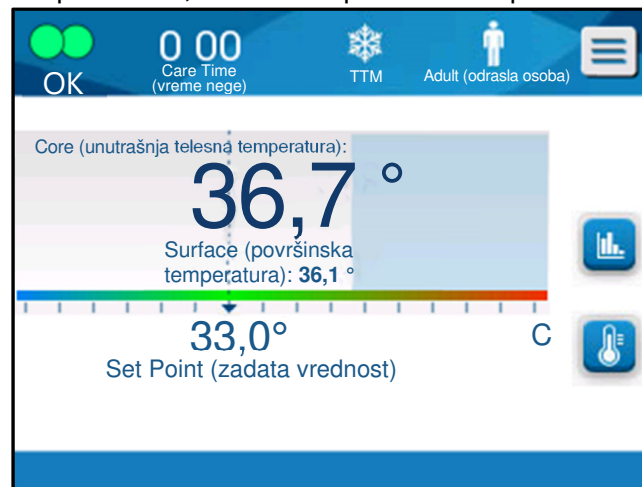 OK
0 00
Care Time
(vreme nege)
TTM
Adult (odrasla osoba)
Core (unutrašnja telesna temperatura):
36,7 °
Surface (površinska
temperatura): 36,1 °
33,0°
C
Set Point (zadata vrednost)